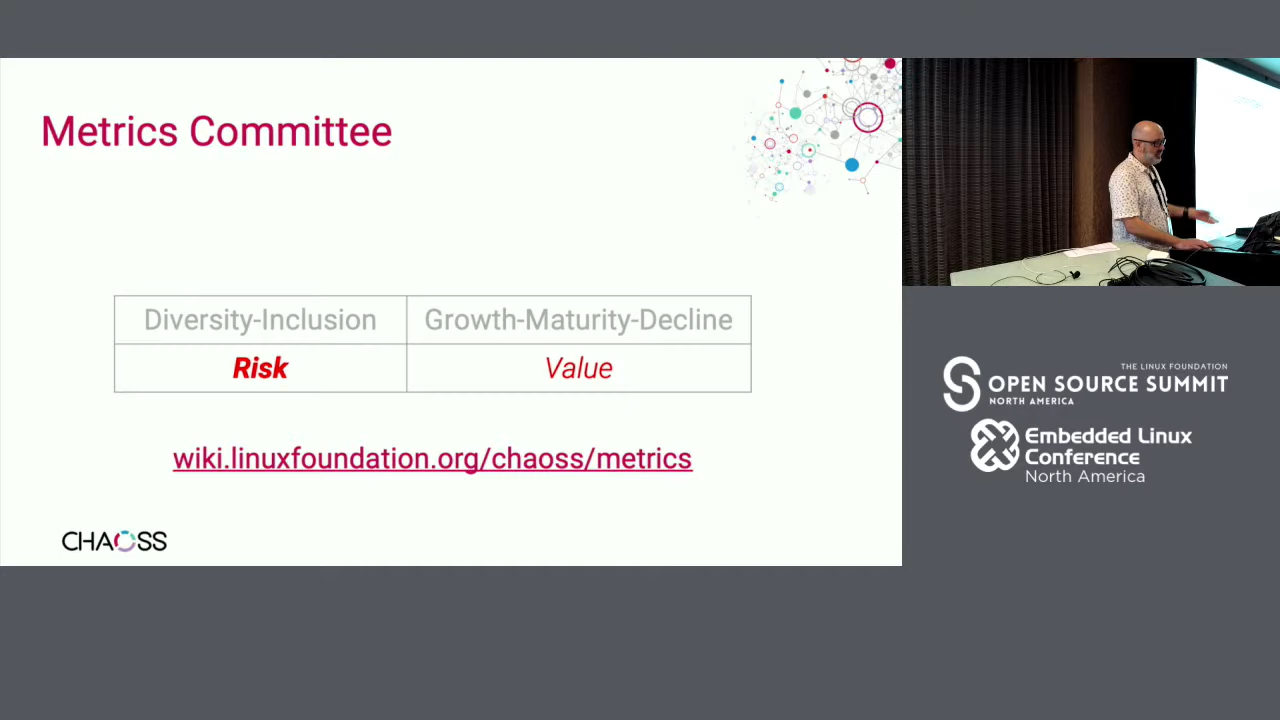 Metrics Committee
Diversity-Inclusion
Growth-Maturity-Decline
Risk
Value
wiki.linuxfoundation.org/chaoss/metrics
CHAOSS
THE LINUX FOUNDATION
OPEN SOURCE SUMMIT
NORTH AMERICA
Embedded Linux
Conference
North America